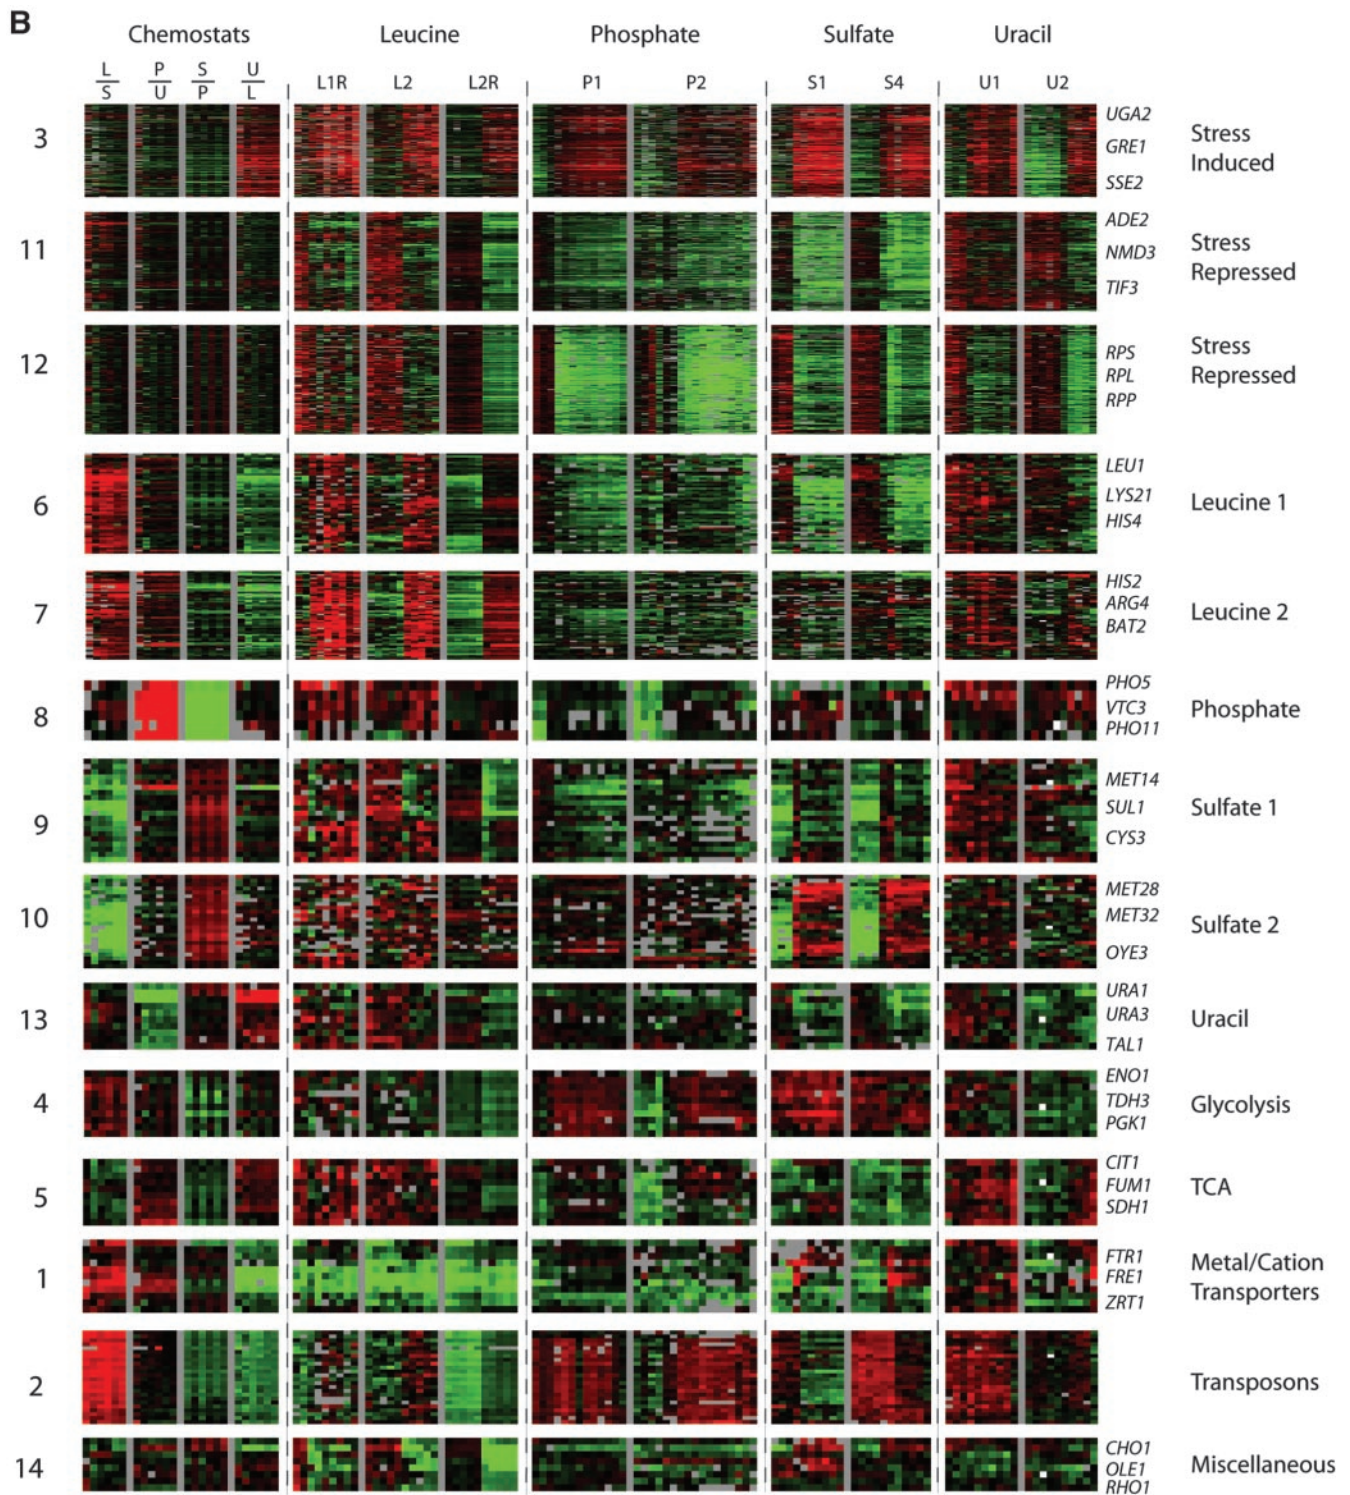 B
Chemostats Leucine Phosphate Sulfate Uracil
L P S U
S U P L
L1R L2 L2R P1 P2 S1 S4 U1 U2
3
UGA2
GRE1
SSE2
Stress
Induced
11
ADE2
NMD3
TIF3
Stress
Repressed
12
RPS
RPL
RPP
Stress
Repressed
6
LEU1
LYS21
HIS4
Leucine 1
7
HIS2
ARG4
BAT2
Leucine 2
8
PHO5
VTC3
PHO11
Phosphate
9
MET14
SUL1
CYS3
Sulfate 1
10
MET28
MET32
OYE3
Sulfate 2
13
URA1
URA3
TAL1
Uracil
4
ENO1
TDH3
PGK1
Glycolysis
5
CIT1
FUM1
SDH1
TCA
1
FTR1
FRE1
ZRT1
Metal/Cation
Transporters
2
Transposons
14
CHO1
OLE1
RHO1
Miscellaneous